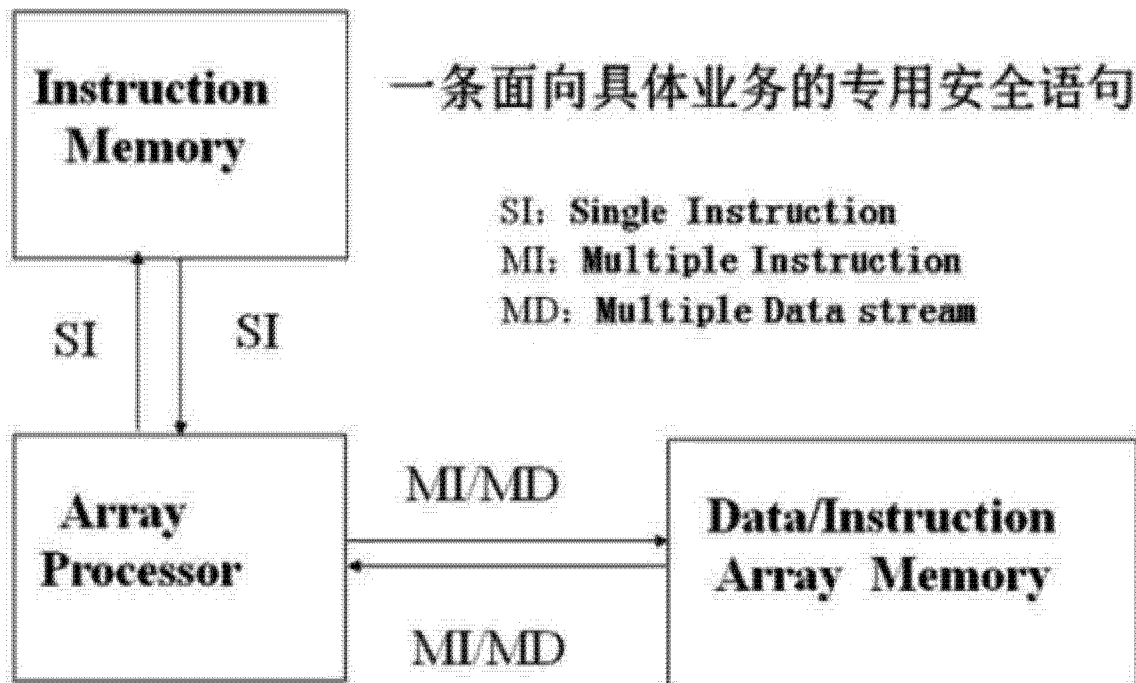 Instruction
Memory
一条面向具体业务的专用安全语句
SI: Single Instruction
MI: Multiple Instruction
MD: Multiple Data stream
SI
SI
Array
Processor
MI/MD
MI/MD
Data/Instruction
Array Memory